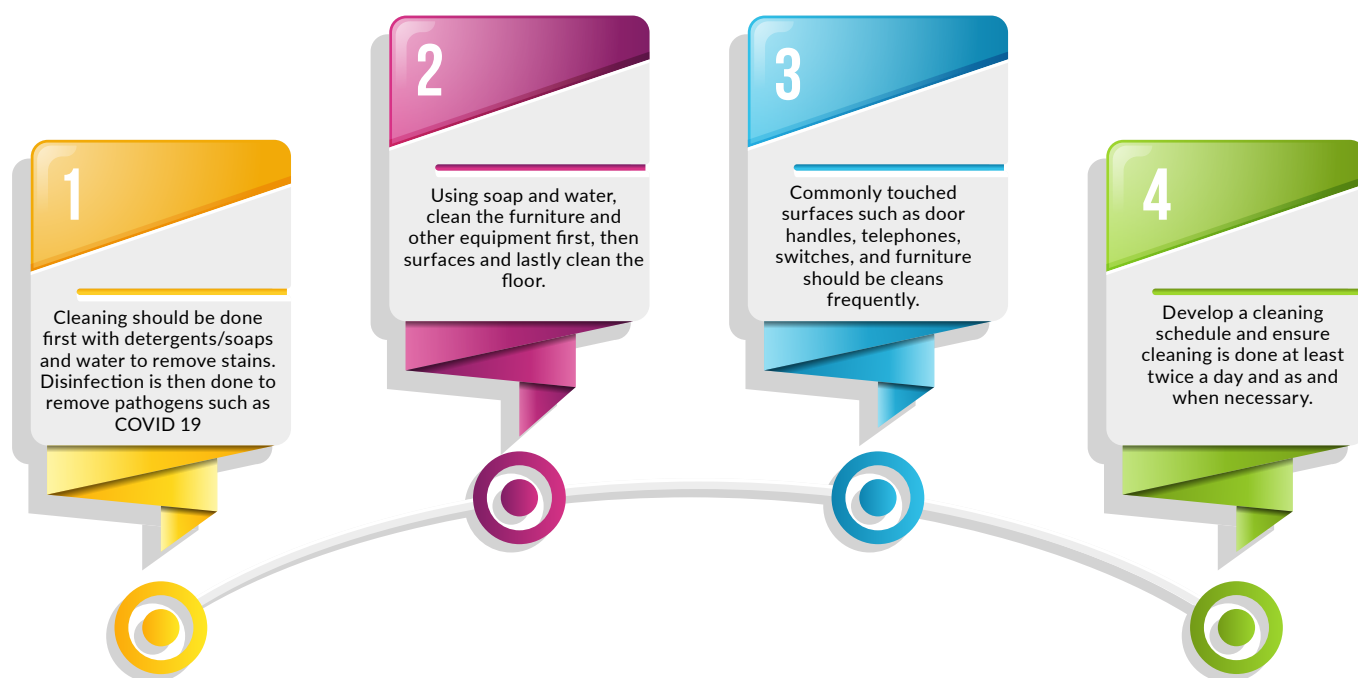 1
Cleaning should be done
first with detergents/soaps
and water to remove stains.
Disinfection is then done to
remove pathogens such as
COVID 19
2
Using soap and water,
clean the furniture and
other equipment first, then
surfaces and lastly clean the
floor.
3
Commonly touched
surfaces such as door
handles, telephones,
switches, and furniture
should be cleans
frequently.
4
Develop a cleaning
schedule and ensure
cleaning is done at least
twice a day and as and
when necessary.